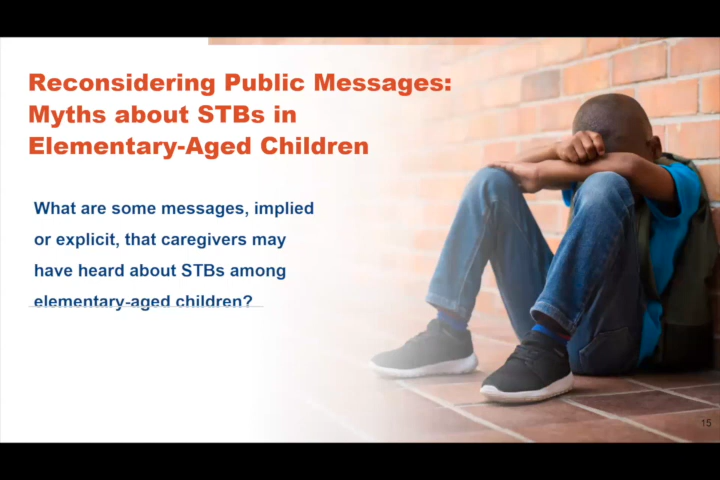 Reconsidering Public Messages:
Myths about STBs in
Elementary-Aged Children
What are some messages, implied
or explicit, that caregivers may
have heard about STBs among
elementary-aged children?
15